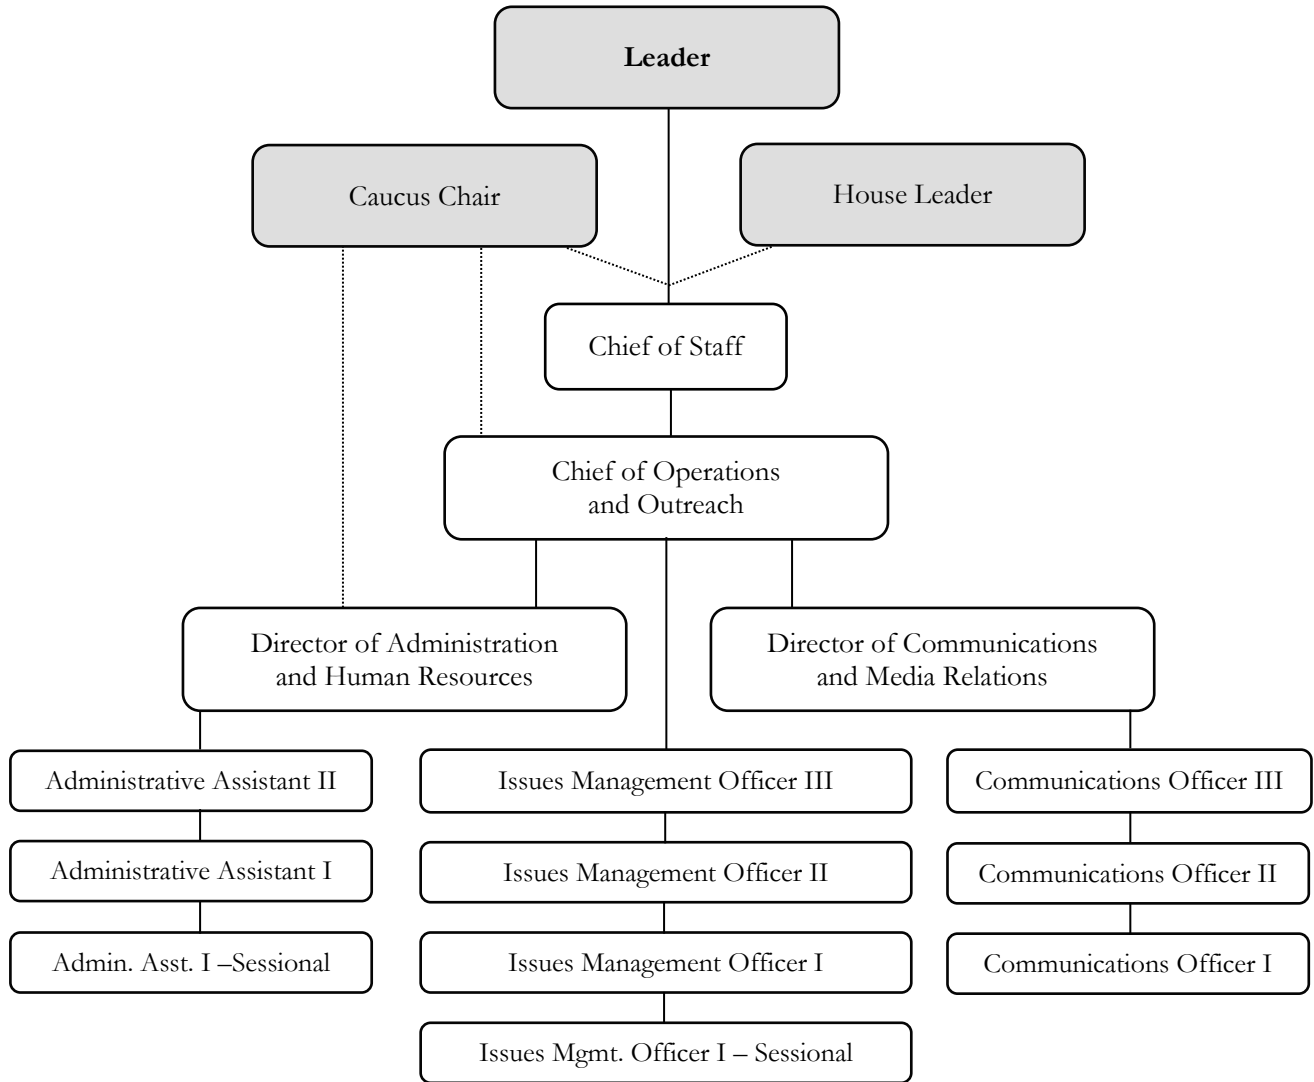 Leader
Caucus Chair
House Leader
Chief of Staff
Chief of Operations
and Outreach
Director of Administration
and Human Resources
Director of Communications
and Media Relations
Administrative Assistant II
Issues Management Officer III
Communications Officer III
Administrative Assistant I
Issues Management Officer II
Communications Officer II
Admin. Asst. I –Sessional
Issues Management Officer I
Communications Officer I
Issues Mgmt. Officer I – Sessional